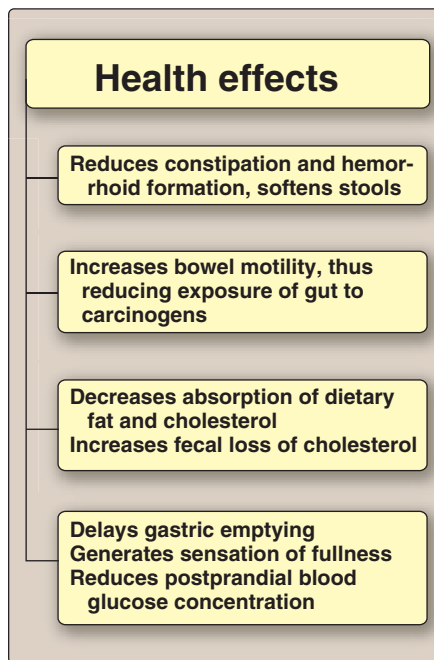 Health effects
Reduces constipation and hemor-
rhoid formation, softens stools
Increases bowel motility, thus
reducing exposure of gut to
carcinogens
Decreases absorption of dietary
fat and cholesterol
Increases fecal loss of cholesterol
Delays gastric emptying
Generates sensation of fullness
Reduces postprandial blood
glucose concentration